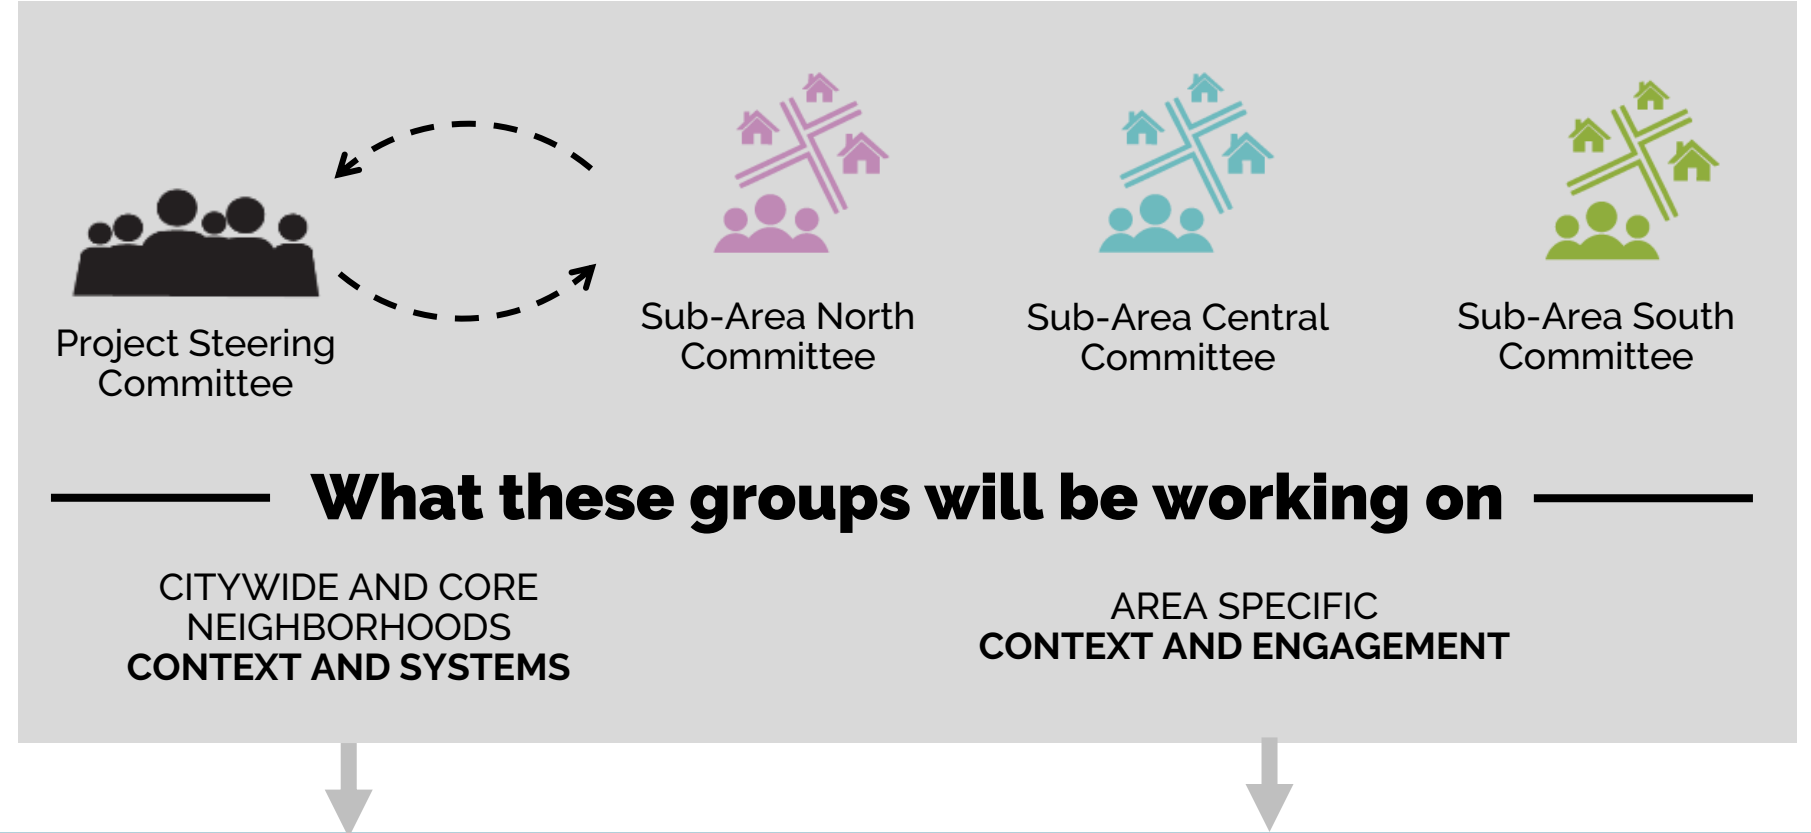 Project Steering
Committee
Sub-Area North
Committee
Sub-Area Central
Committee
Sub-Area South
Committee
What these groups will be working on
CITYWIDE AND CORE
NEIGHBORHOODS
CONTEXT AND SYSTEMS
AREA SPECIFIC
CONTEXT AND ENGAGEMENT